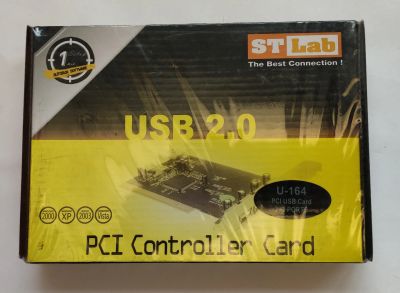 1
ST Lab
The Best Connection !
USB 2.0
U-164
PCI USB Card
2000 XP 2003 Vista
PCI Controller Card